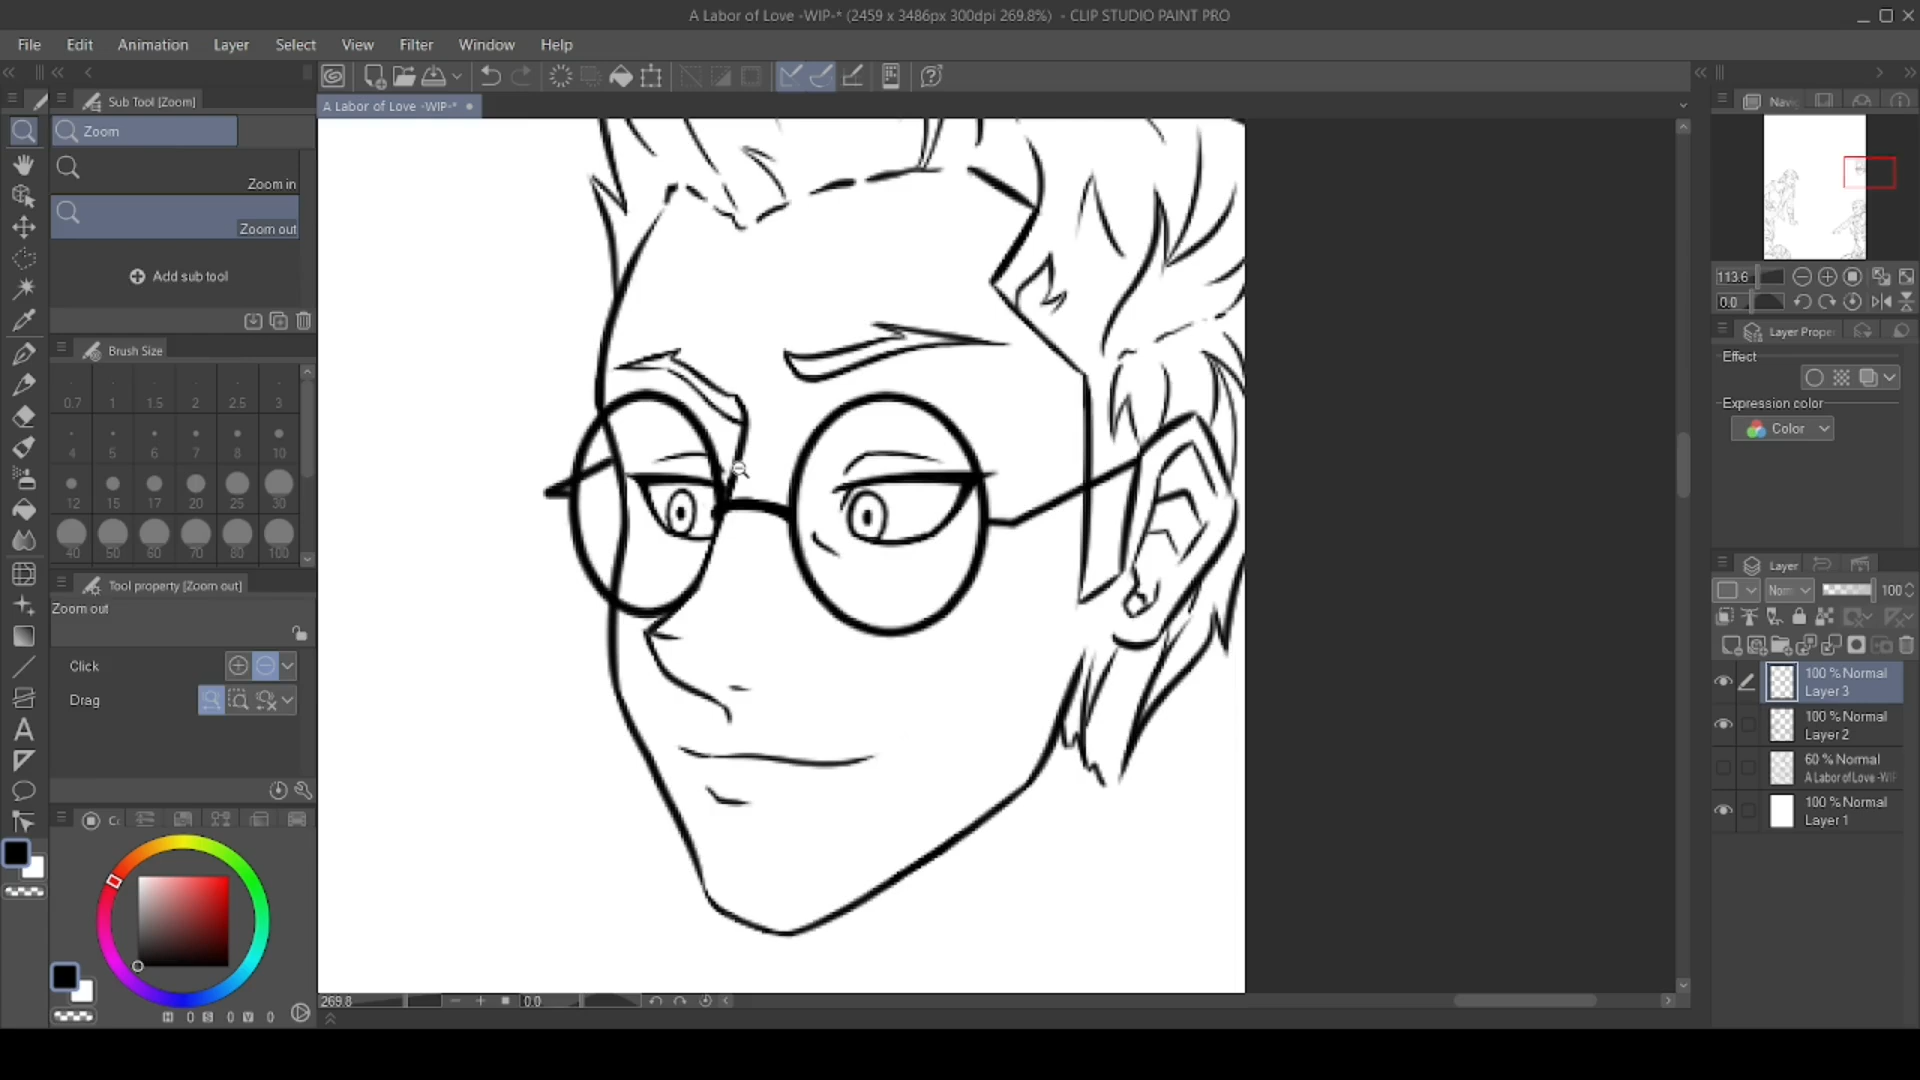 A Labor of Love -WIP-* (2459 x 3486px 300dpi 269.8%) - CLIP STUDIO PAINT PRO
File Edit Animation Layer Select View Filter Window Help
Sub Tool [Zoom]
A Labor of Love -WIP-*
Zoom
Zoom in
Zoom out
Add sub tool
Brush Size
0.7 1 1.5 2 2.5 3
4 5 6 7 8 10
12 15 17 20 25 30
40 50 60 70 80 100
Tool property [Zoom out]
Zoom out
Click
Drag
H 0 S 0 V 0
269.8
0.0
113.6
0.0
Layer Proper
Effect
Expression color
Color
Layer
100
100 % Normal
Layer 3
100 % Normal
Layer 2
60 % Normal
A Labor of Love -WIP
100 % Normal
Layer 1